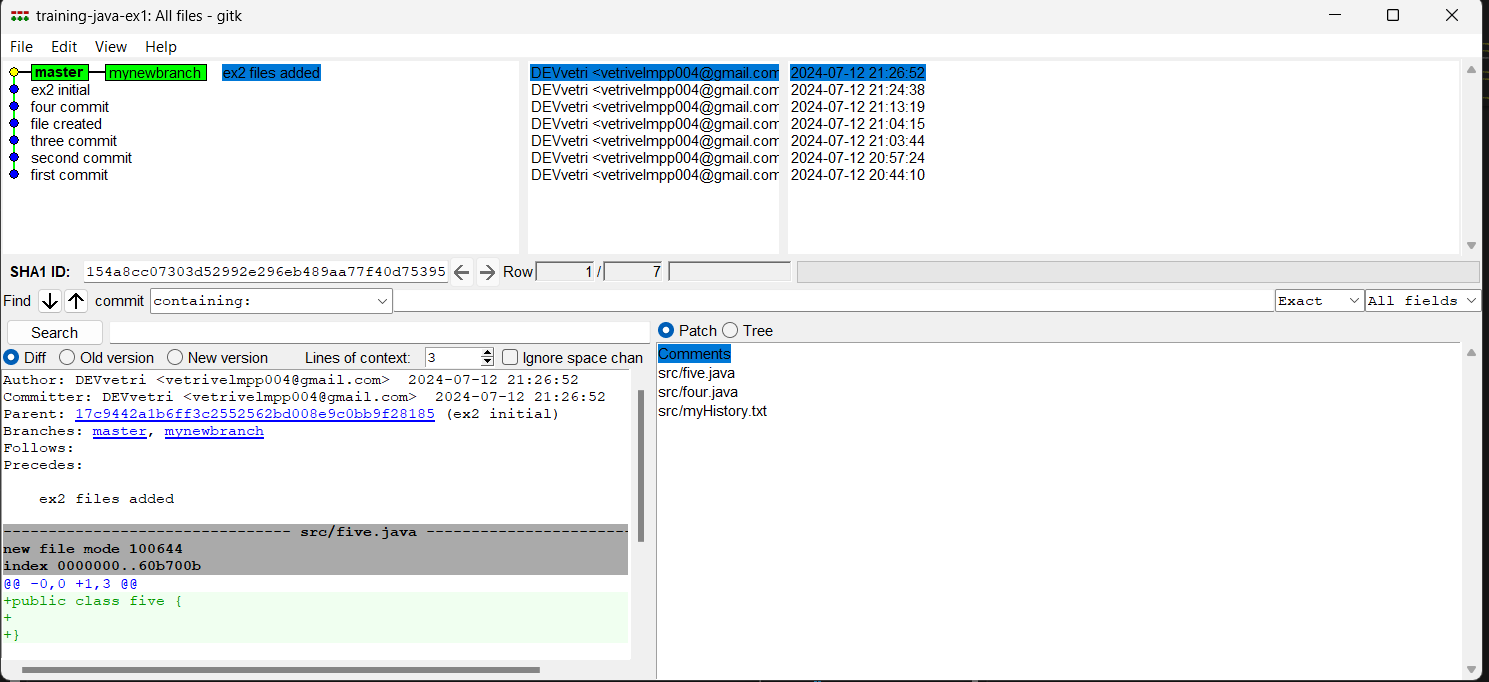 training-java-ex1: All files - gitk
File Edit View Help
master mynewbranch ex2 files added DEVvetri <vetrivelmpp004@gmail.com 2024-07-12 21:26:52
ex2 initial DEVvetri <vetrivelmpp004@gmail.com 2024-07-12 21:24:38
four commit DEVvetri <vetrivelmpp004@gmail.com 2024-07-12 21:13:19
file created DEVvetri <vetrivelmpp004@gmail.com 2024-07-12 21:04:15
three commit DEVvetri <vetrivelmpp004@gmail.com 2024-07-12 21:03:44
second commit DEVvetri <vetrivelmpp004@gmail.com 2024-07-12 20:57:24
first commit DEVvetri <vetrivelmpp004@gmail.com 2024-07-12 20:44:10
SHA1 ID: 154a8cc07303d52992e296eb489aa77f40d75395 Row 1 / 7
Find commit containing: Exact All fields
Search
Diff Old version New version Lines of context: 3 Ignore space chan
Author: DEVvetri <vetrivelmpp004@gmail.com> 2024-07-12 21:26:52
Committer: DEVvetri <vetrivelmpp004@gmail.com> 2024-07-12 21:26:52
Parent: 17c9442a1b6ff3c2552562bd008e9c0bb9f28185 (ex2 initial)
Branches: master, mynewbranch
Follows:
Precedes:
ex2 files added
-------------------------------- src/five.java -----------------------
new file mode 100644
index 0000000..60b700b
@@ -0,0 +1,3 @@
+public class five {
+
+}
Patch Tree
Comments
src/five.java
src/four.java
src/myHistory.txt